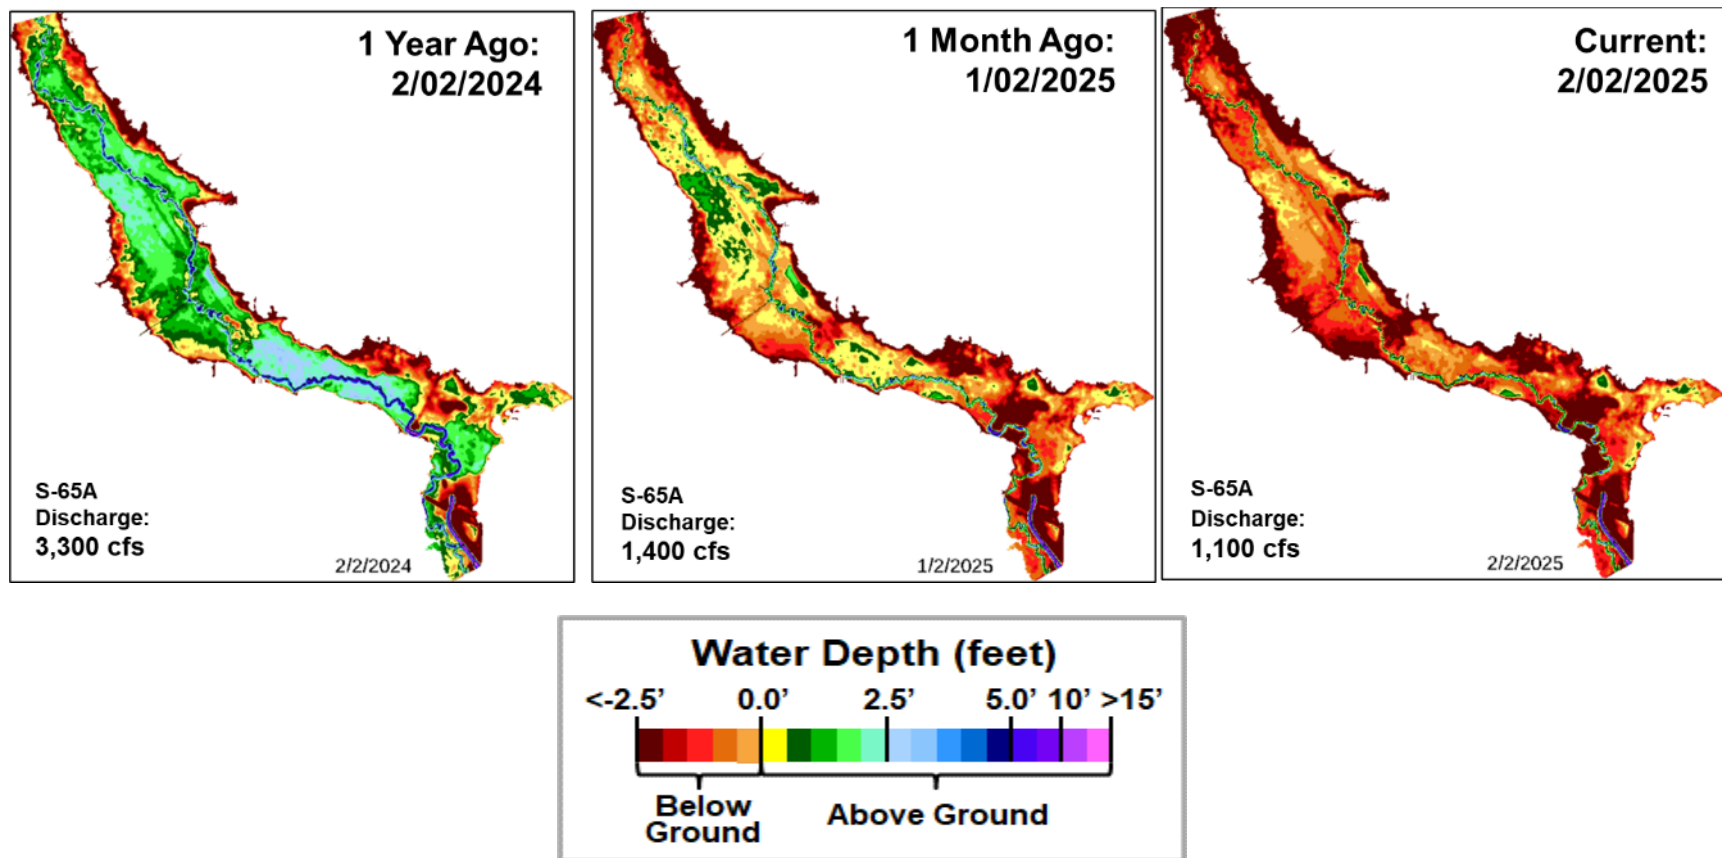 1 Year Ago:
2/02/2024
S-65A
Discharge:
3,300 cfs
2/2/2024
1 Month Ago:
1/02/2025
S-65A
Discharge:
1,400 cfs
1/2/2025
Current:
2/02/2025
S-65A
Discharge:
1,100 cfs
2/2/2025
Water Depth (feet)
<-2.5’ 0.0’ 2.5’ 5.0’ 10’ >15’
Below
Ground
Above Ground